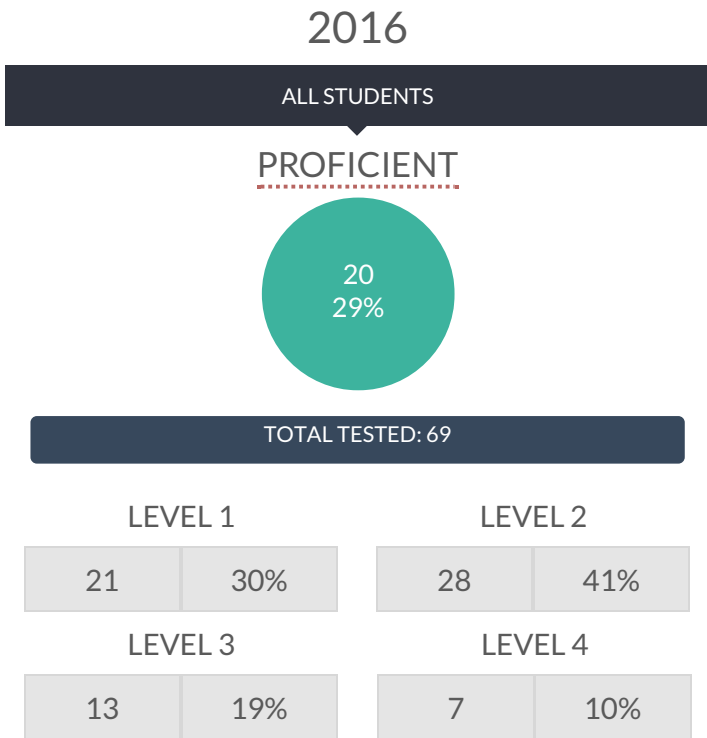 2016
ALL STUDENTS
PROFICIENT
20
29%
TOTAL TESTED: 69
LEVEL 1 LEVEL 2
21 30% 28 41%
LEVEL 3 LEVEL 4
13 19% 7 10%